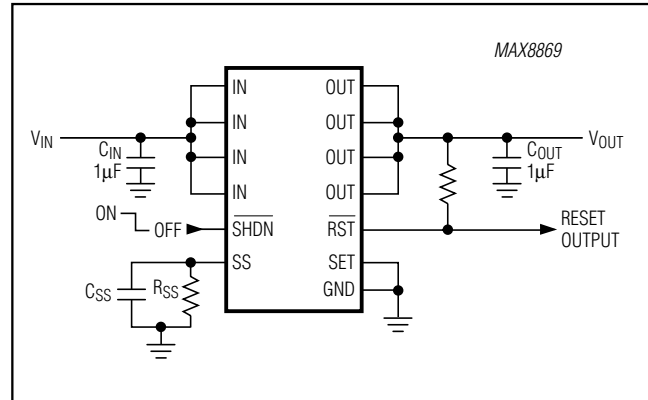 MAX8869
IN OUT
IN OUT
V_IN C_IN 1µF IN OUT C_OUT 1µF V_OUT
IN OUT
ON OFF SHDN RST RESET OUTPUT
C_SS R_SS SS SET
GND